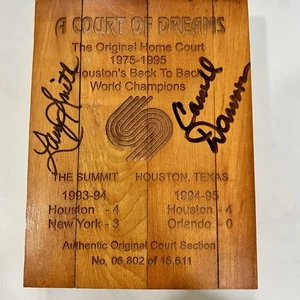 A COURT OF DREAMS
The Original Home Court
1975-1995
Houston's Back To Back
World Champions
Larry Smith
THE SUMMIT HOUSTON, TEXAS.
1993-94 1994-95
Houston - 4 Houston - 4
New York - 3 Orlando - 0
Authentic Original Court Section
No. 06,802 of 16,611